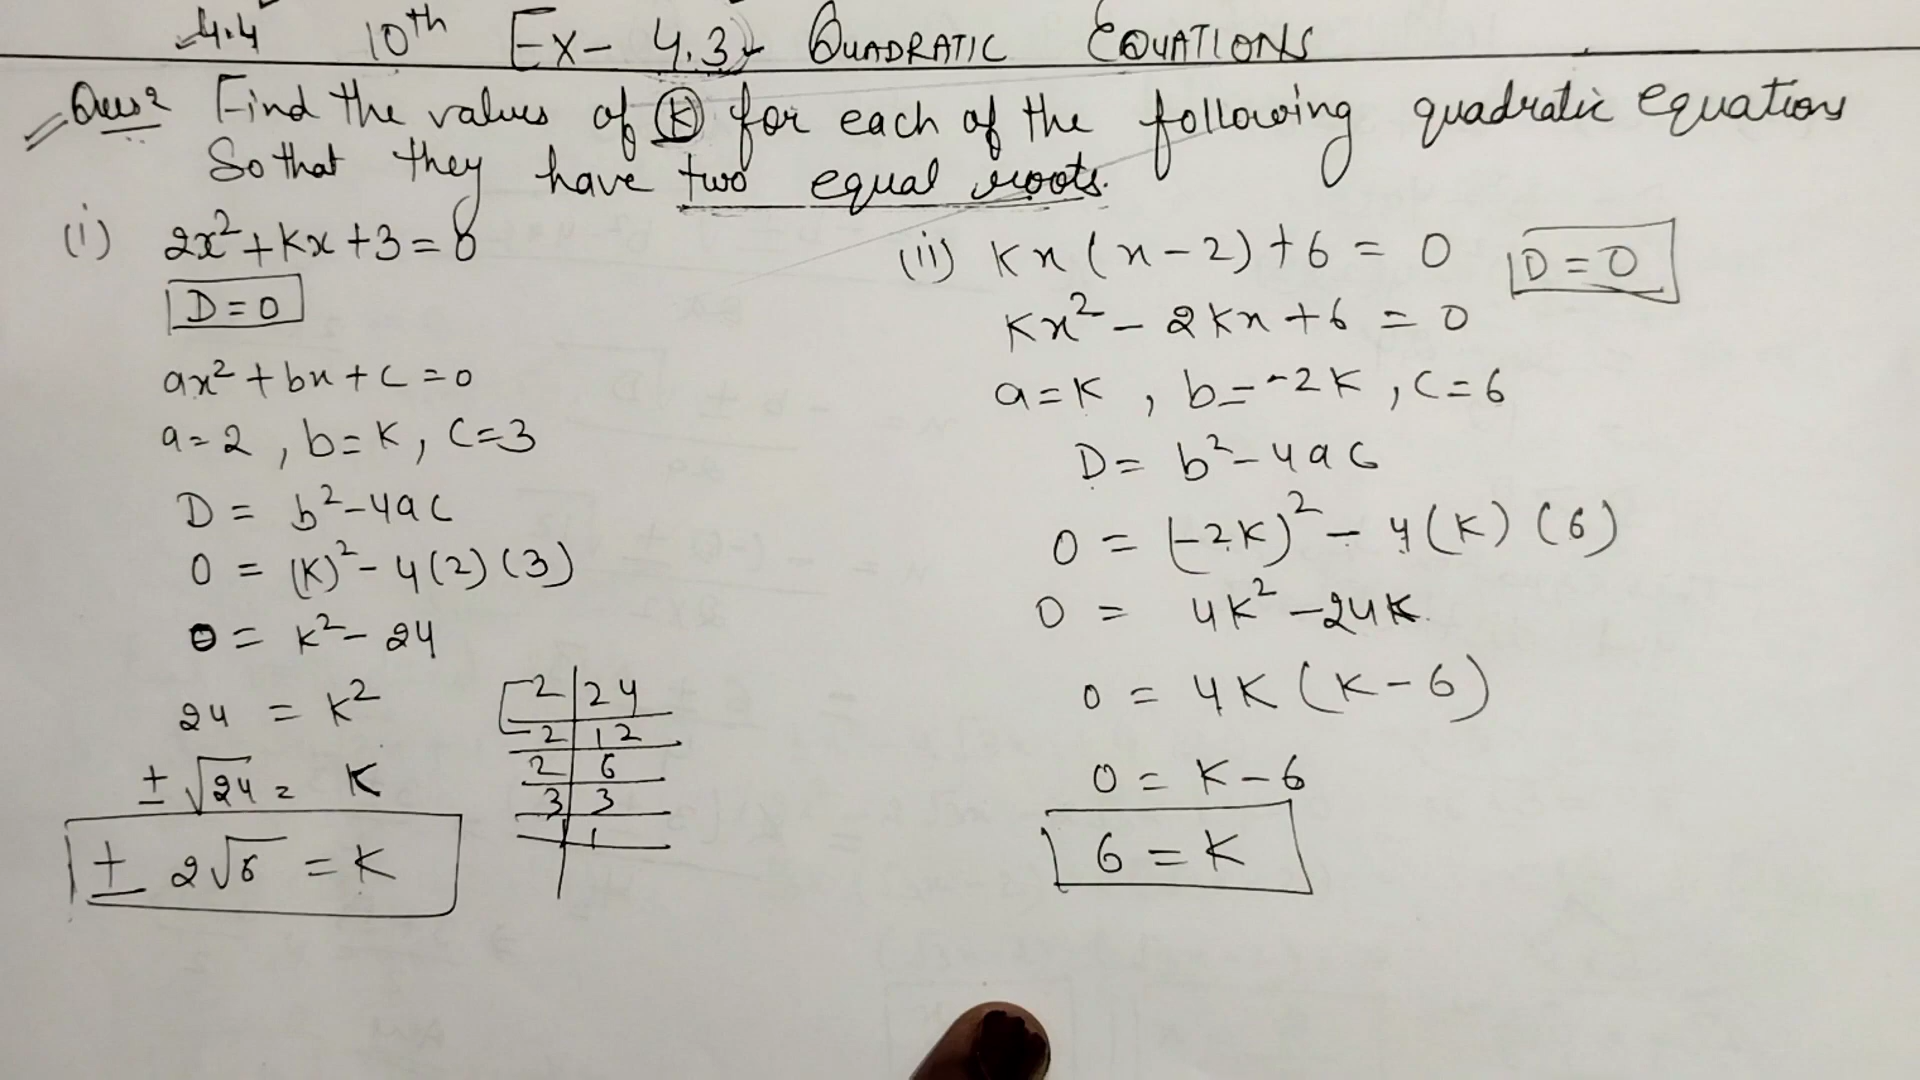 4.4 10th Ex- 4.3 QUADRATIC EQUATIONS
Ques 2 Find the values of K for each of the following quadratic equations
So that they have two equal roots.
(i) 2x² + Kx + 3 = 0
D = 0
ax² + bx + c = 0
a = 2 , b = K , c = 3
D = b² - 4ac
0 = (K)² - 4(2)(3)
0 = K² - 24
24 = K²
± √24 = K
± 2√6 = K
2 | 24
2 | 12
2 | 6
3 | 3
| 1
(ii) Kx (x - 2) + 6 = 0 D = 0
Kx² - 2Kx + 6 = 0
a = K , b = -2K , c = 6
D = b² - 4ac
0 = (-2K)² - 4(K)(6)
0 = 4K² - 24K
0 = 4K (K - 6)
0 = K - 6
6 = K